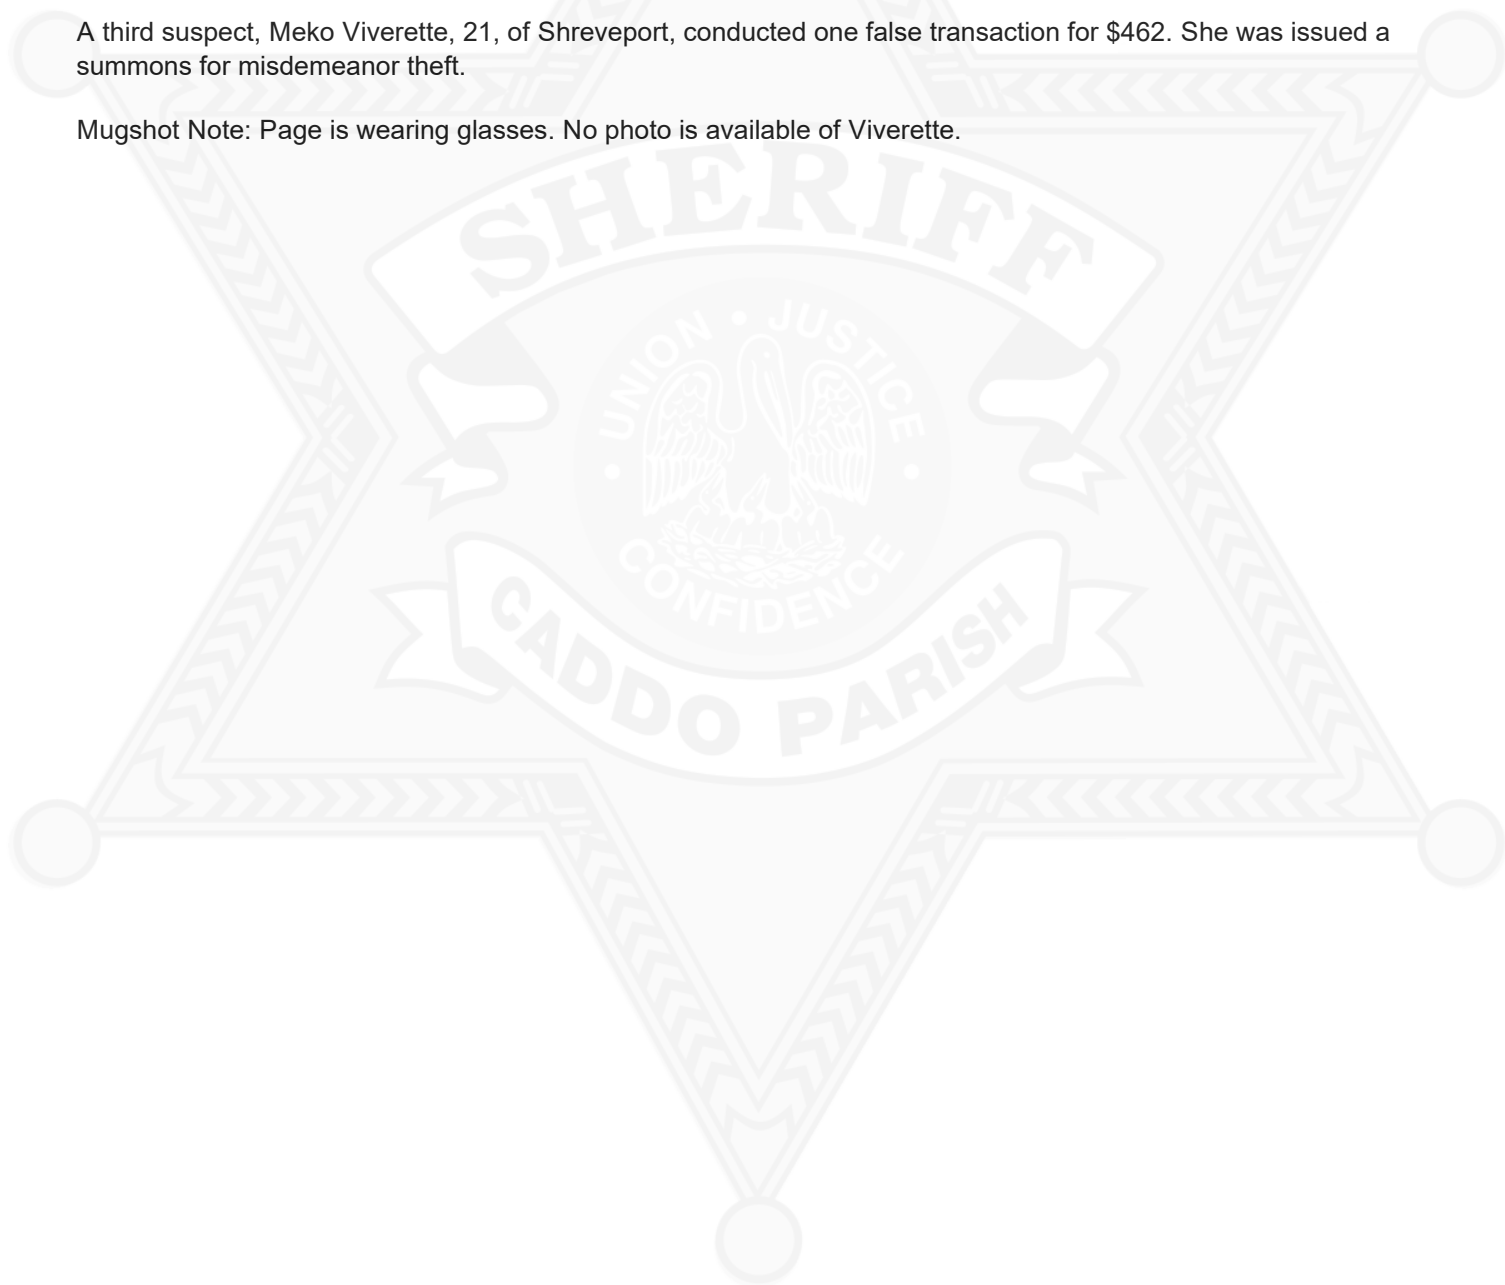 A third suspect, Meko Viverette, 21, of Shreveport, conducted one false transaction for $462. She was issued a
summons for misdemeanor theft.
Mugshot Note: Page is wearing glasses. No photo is available of Viverette.
SHERIFF
UNION • JUSTICE
• CONFIDENCE •
CADDO PARISH